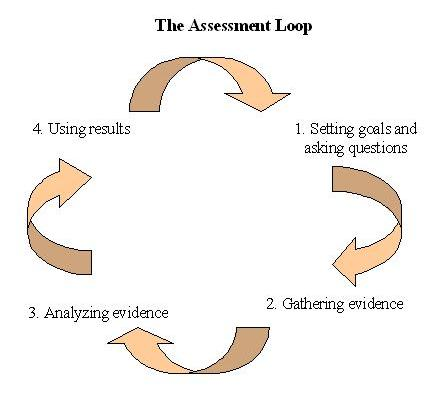 The Assessment Loop
4. Using results
1. Setting goals and
asking questions
3. Analyzing evidence
2. Gathering evidence